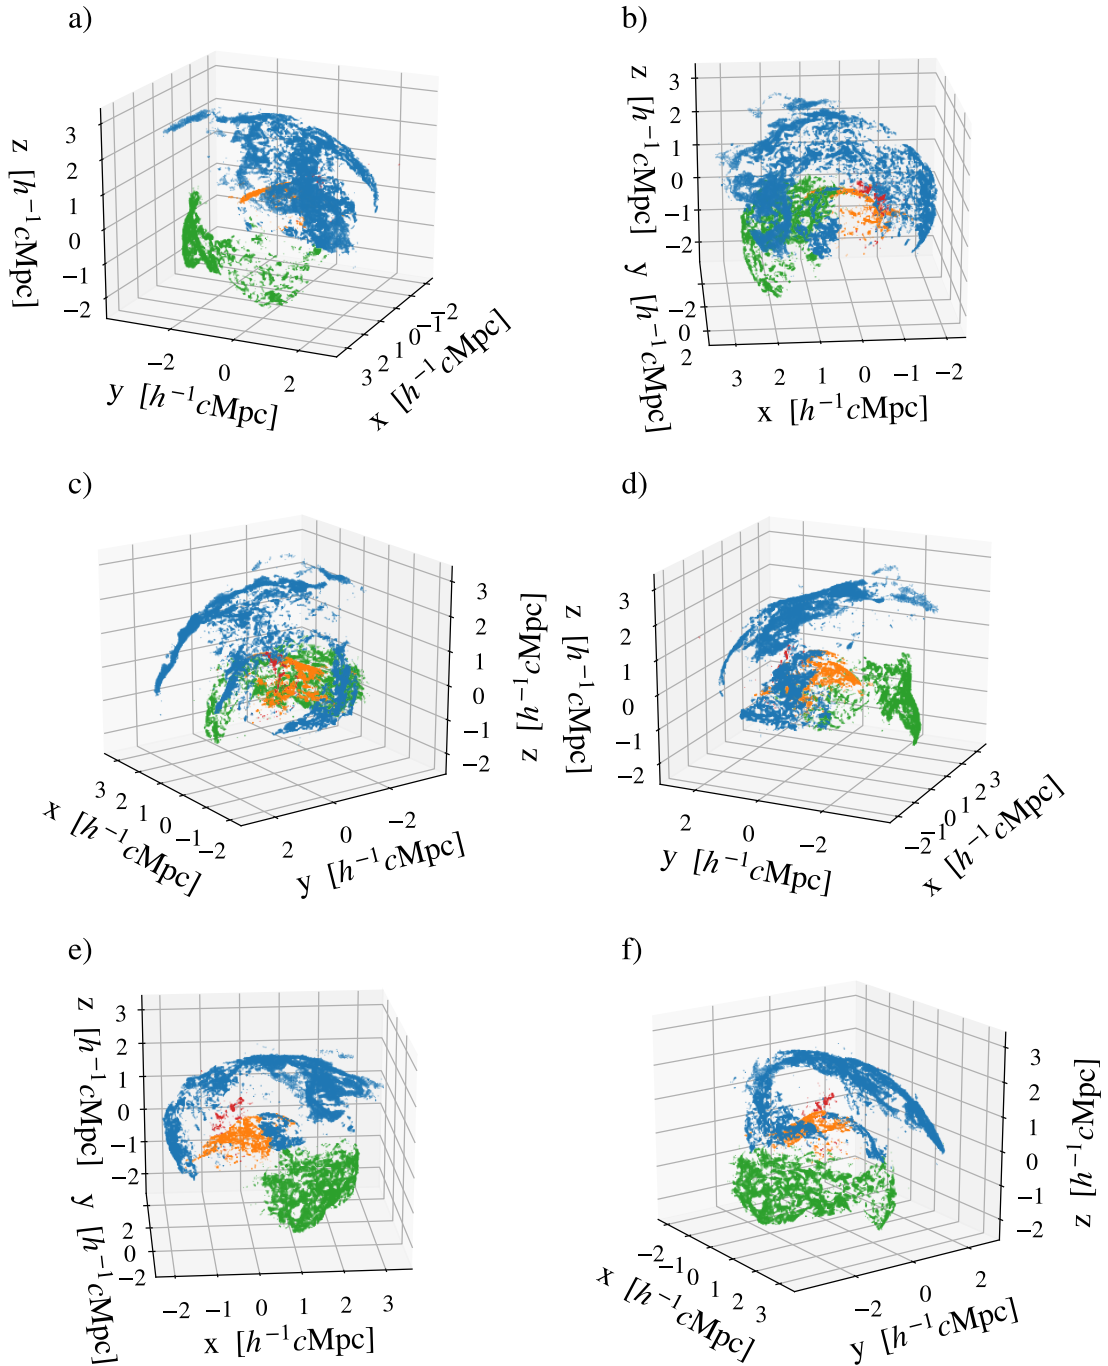 a)
z [h⁻¹cMpc]
3
2
1
0
−1
−2
−2
0
2
y [h⁻¹cMpc]
3 2 1 0 −1 −2
x [h⁻¹cMpc]
b)
z [h⁻¹cMpc]
3
2
1
0
−1
−2
y [h⁻¹cMpc]
−2
0
2
3 2 1 0 −1 −2
x [h⁻¹cMpc]
c)
3
2
1
0
−1
−2
z [h⁻¹cMpc]
3 2 1 0 −1 −2
x [h⁻¹cMpc]
2 0 −2
y [h⁻¹cMpc]
d)
z [h⁻¹cMpc]
3
2
1
0
−1
−2
2 0 −2
y [h⁻¹cMpc]
−2 −1 0 1 2 3
x [h⁻¹cMpc]
e)
z [h⁻¹cMpc]
3
2
1
0
−1
−2
y [h⁻¹cMpc]
2
0
−2
−2 −1 0 1 2 3
x [h⁻¹cMpc]
f)
3
2
1
0
−1
−2
z [h⁻¹cMpc]
−2 −1 0 1 2 3
x [h⁻¹cMpc]
−2 0 2
y [h⁻¹cMpc]